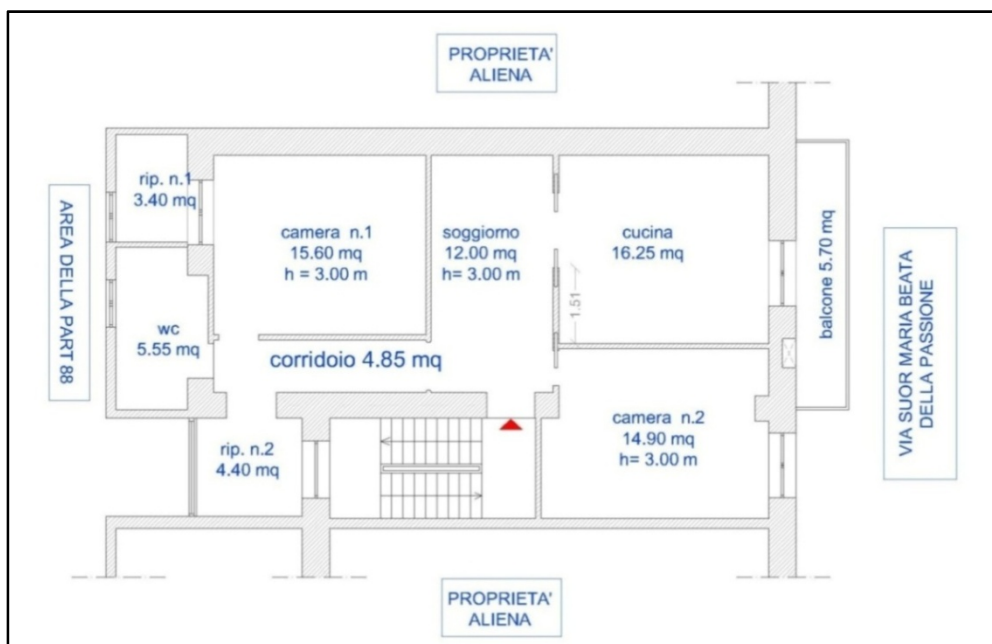 PROPRIETA'
ALIENA
rip. n.1
3.40 mq
camera n.1
15.60 mq
h = 3.00 m
soggiorno
12.00 mq
h= 3.00 m
cucina
16.25 mq
1.51
balcone 5.70 mq
AREA DELLA PART 88
VIA SUOR MARIA BEATA
DELLA PASSIONE
wc
5.55 mq
corridoio 4.85 mq
rip. n.2
4.40 mq
camera n.2
14.90 mq
h= 3.00 m
PROPRIETA'
ALIENA